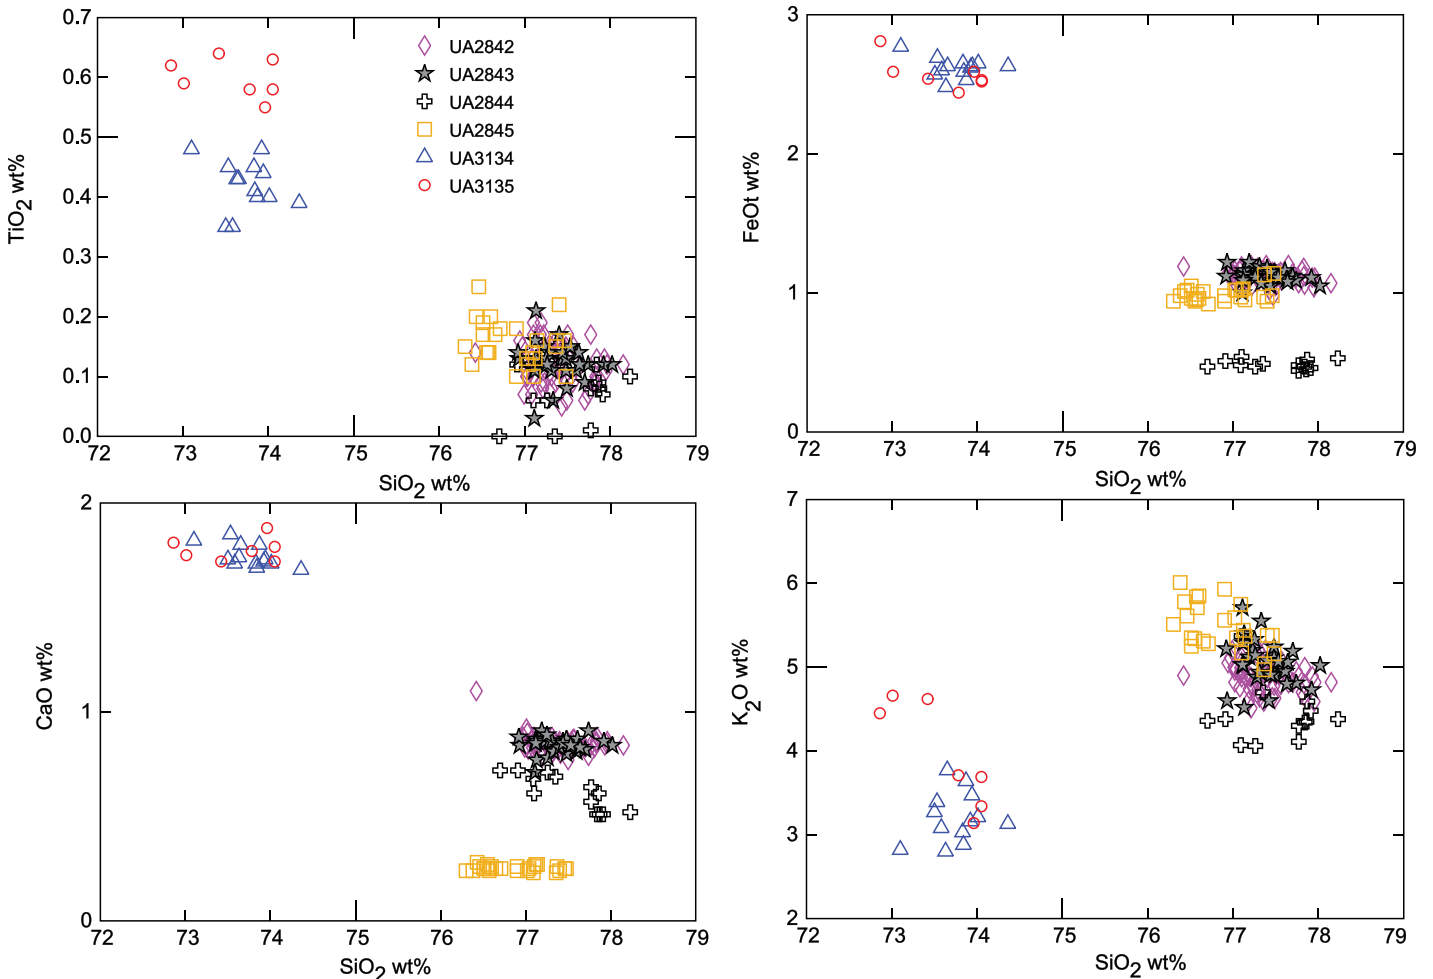 0.7
0.6
0.5
0.4
0.3
0.2
0.1
0.0
TiO2 wt%
72 73 74 75 76 77 78 79
SiO2 wt%
UA2842
UA2843
UA2844
UA2845
UA3134
UA3135
3
2
1
0
FeOt wt%
72 73 74 75 76 77 78 79
SiO2 wt%
2
1
0
CaO wt%
72 73 74 75 76 77 78 79
SiO2 wt%
7
6
5
4
3
2
K2O wt%
72 73 74 75 76 77 78 79
SiO2 wt%